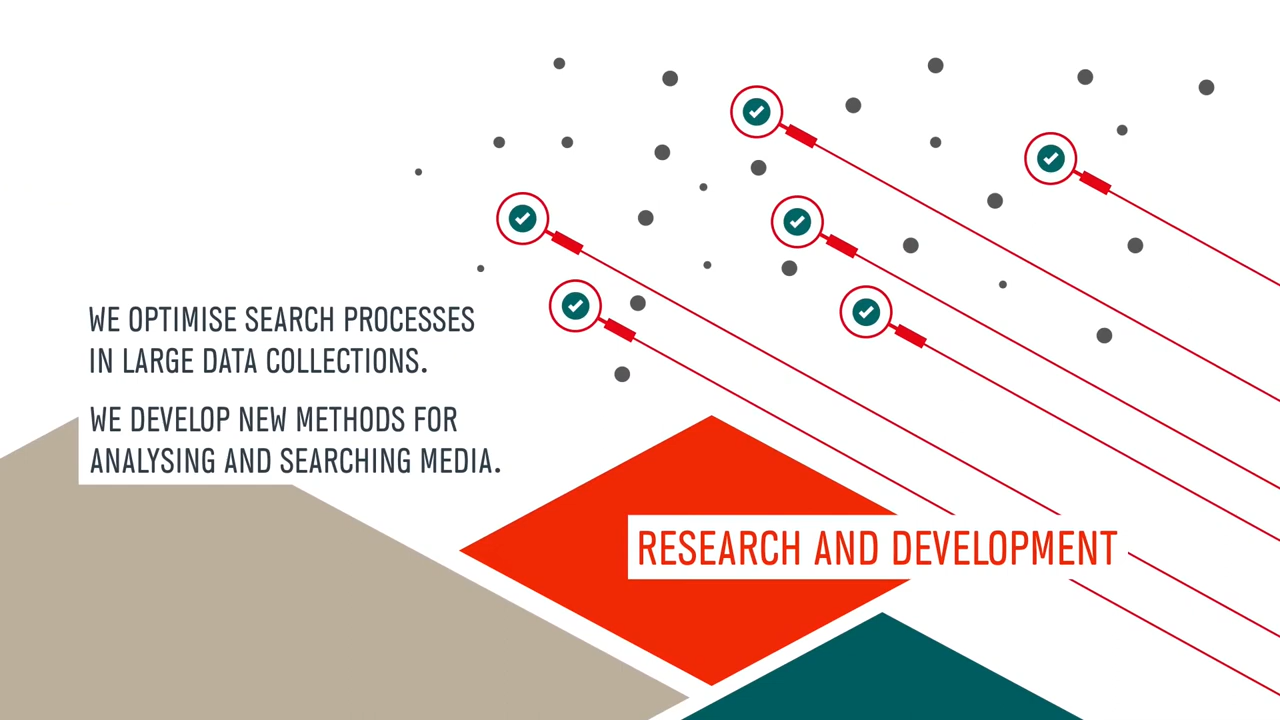 WE OPTIMISE SEARCH PROCESSES
IN LARGE DATA COLLECTIONS.
WE DEVELOP NEW METHODS FOR
ANALYSING AND SEARCHING MEDIA.
RESEARCH AND DEVELOPMENT